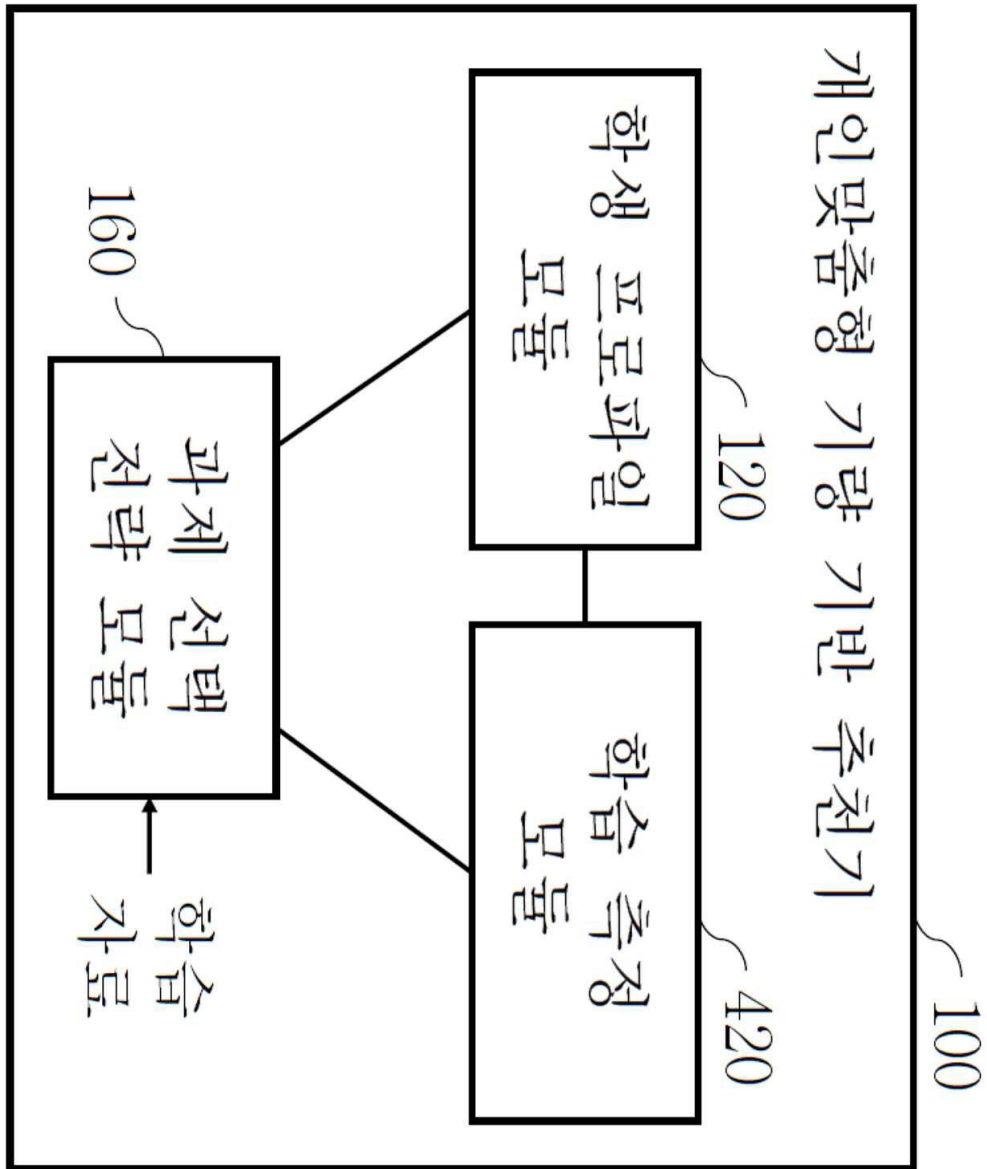 100
개인맞춤형 기량 기반 추천기
120
420
학생 프로파일
모듈
학습 측정
모듈
160
과제 선택
전략 모듈
학습
자료